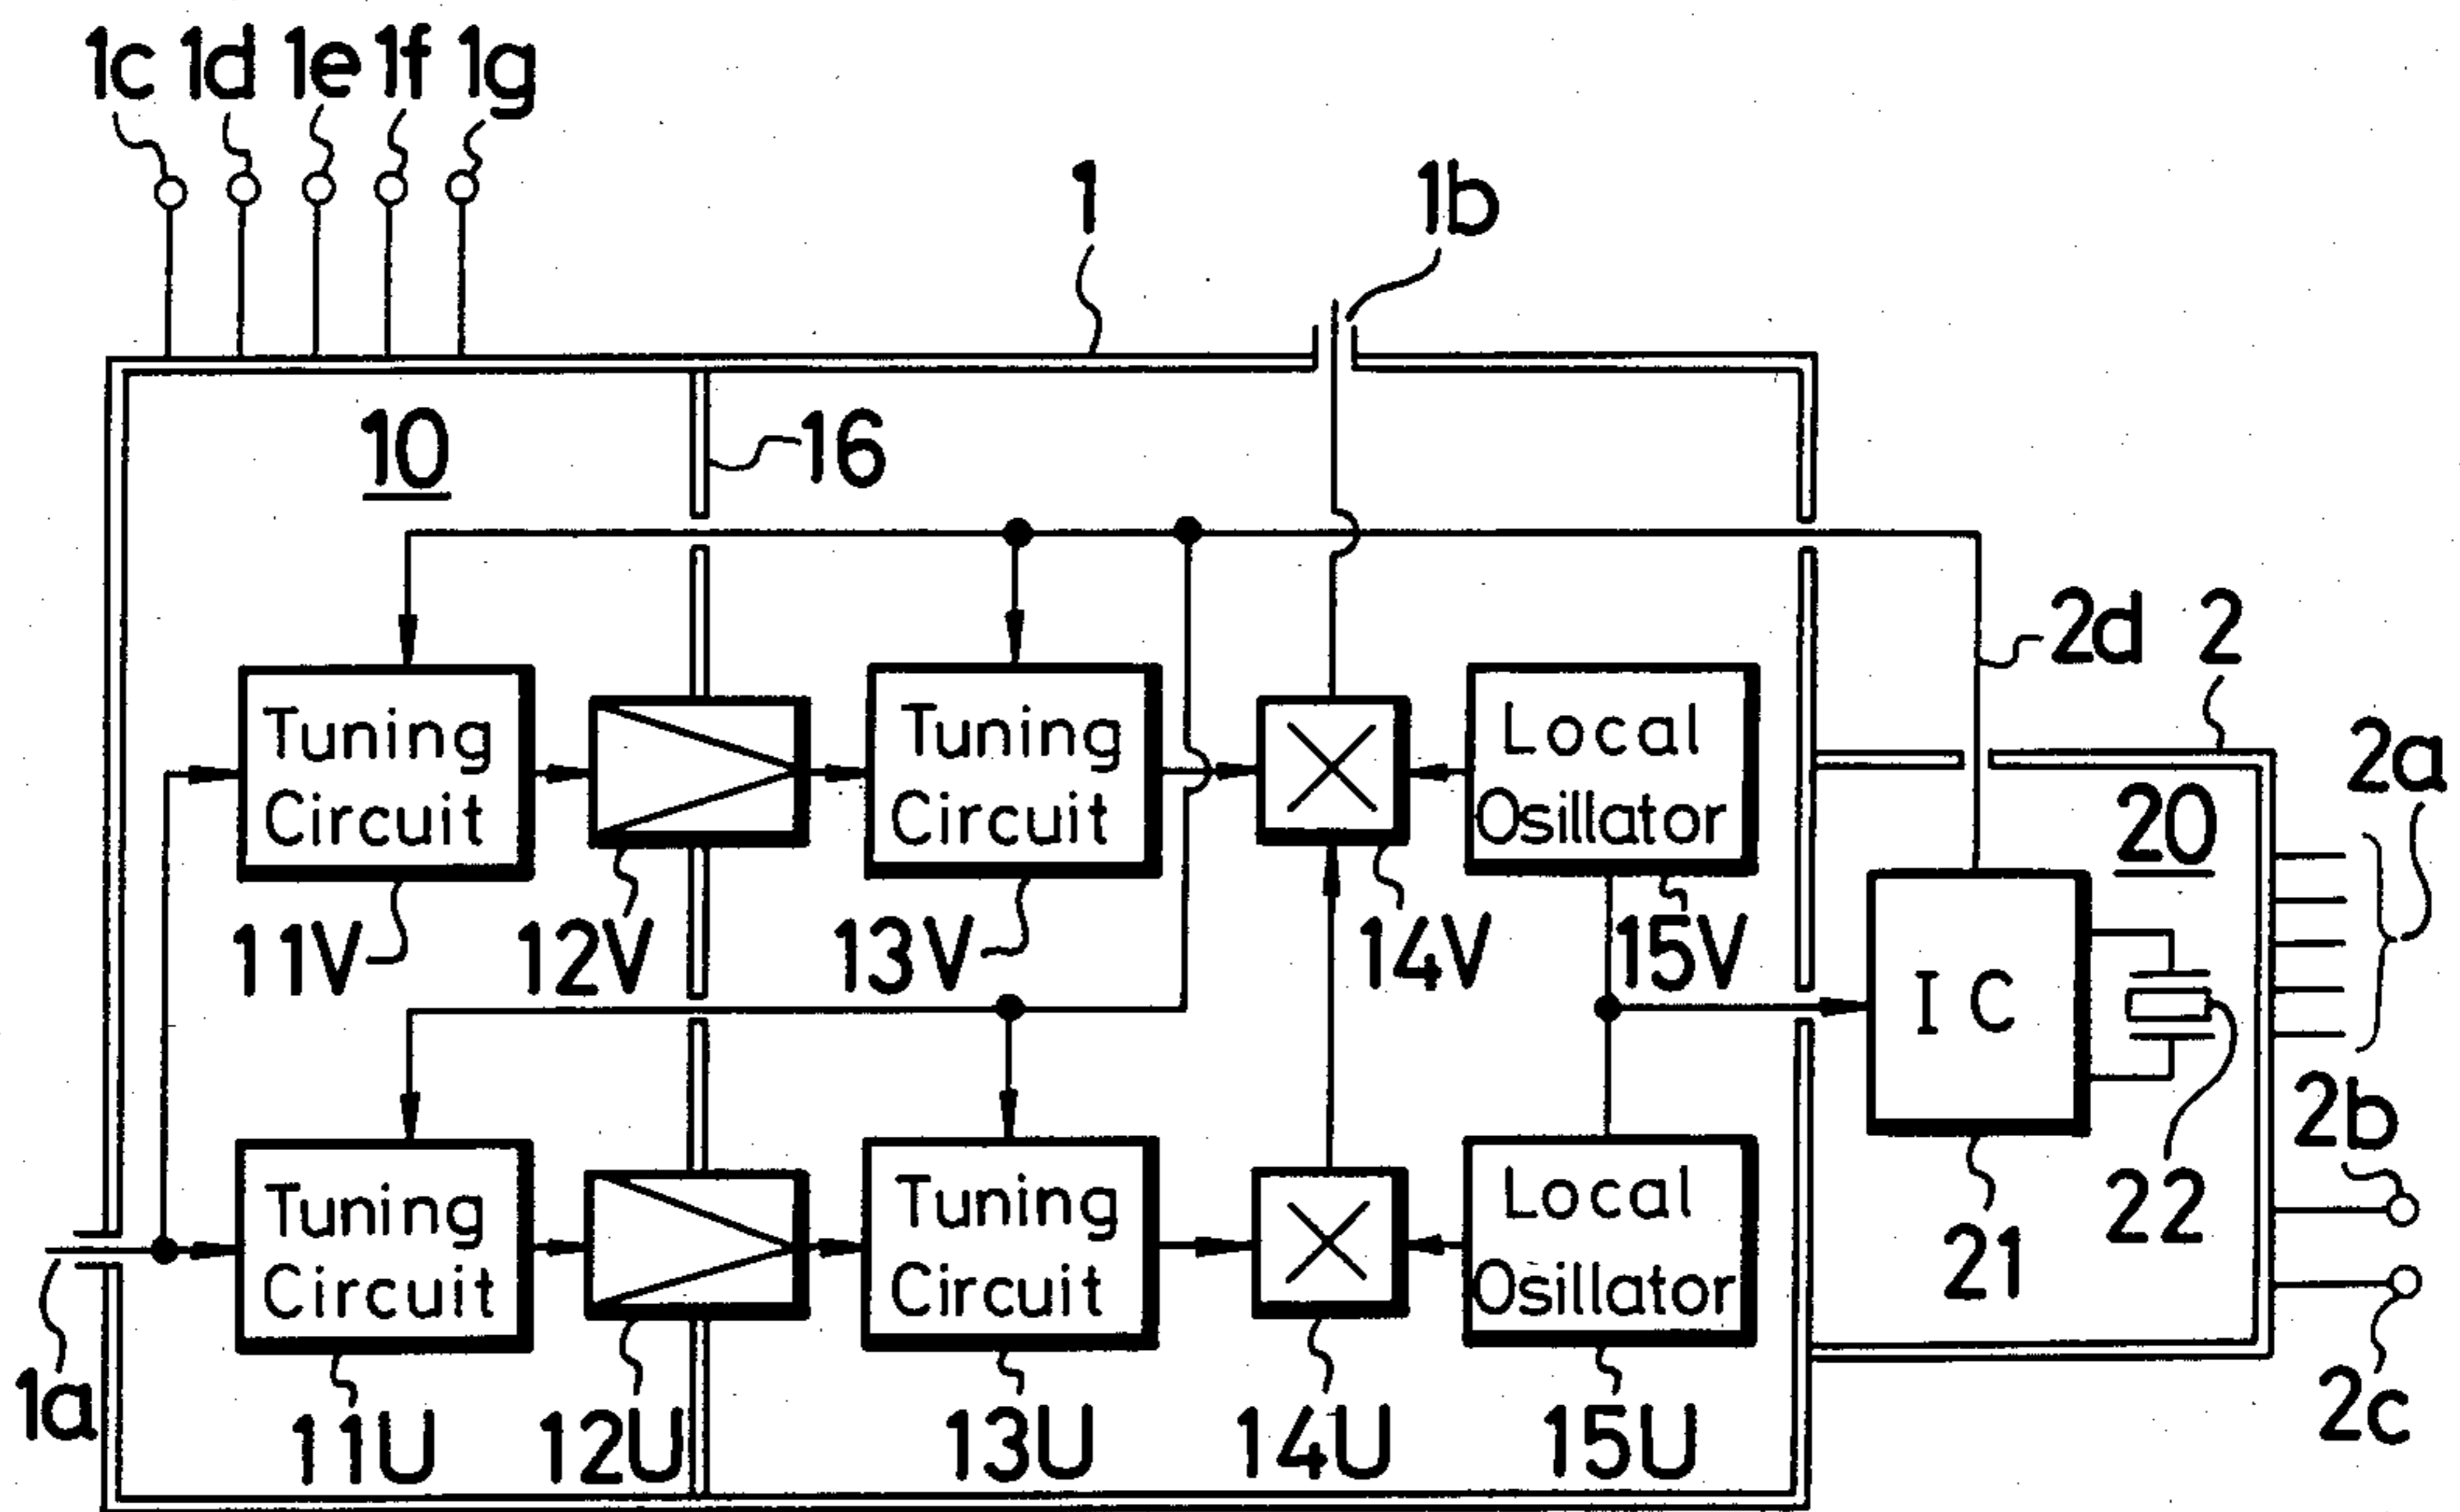 1c 1d 1e 1f 1g
1 1b
10 16
2d 2
2a
Tuning Circuit
Tuning Circuit
Local Osillator
20
11V 12V 13V 14V 15V
I C
2b
Tuning Circuit
Tuning Circuit
Local Osillator
21 22
1a 2c
11U 12U 13U 14U 15U